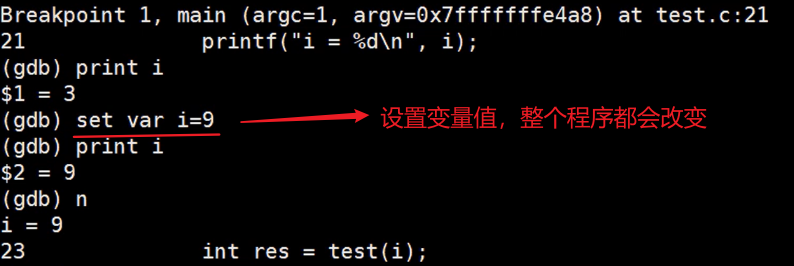 Breakpoint 1, main (argc=1, argv=0x7fffffffe4a8) at test.c:21
21 printf("i = %d\n", i);
(gdb) print i
$1 = 3
(gdb) set var i=9 设置变量值，整个程序都会改变
(gdb) print i
$2 = 9
(gdb) n
i = 9
23 int res = test(i);